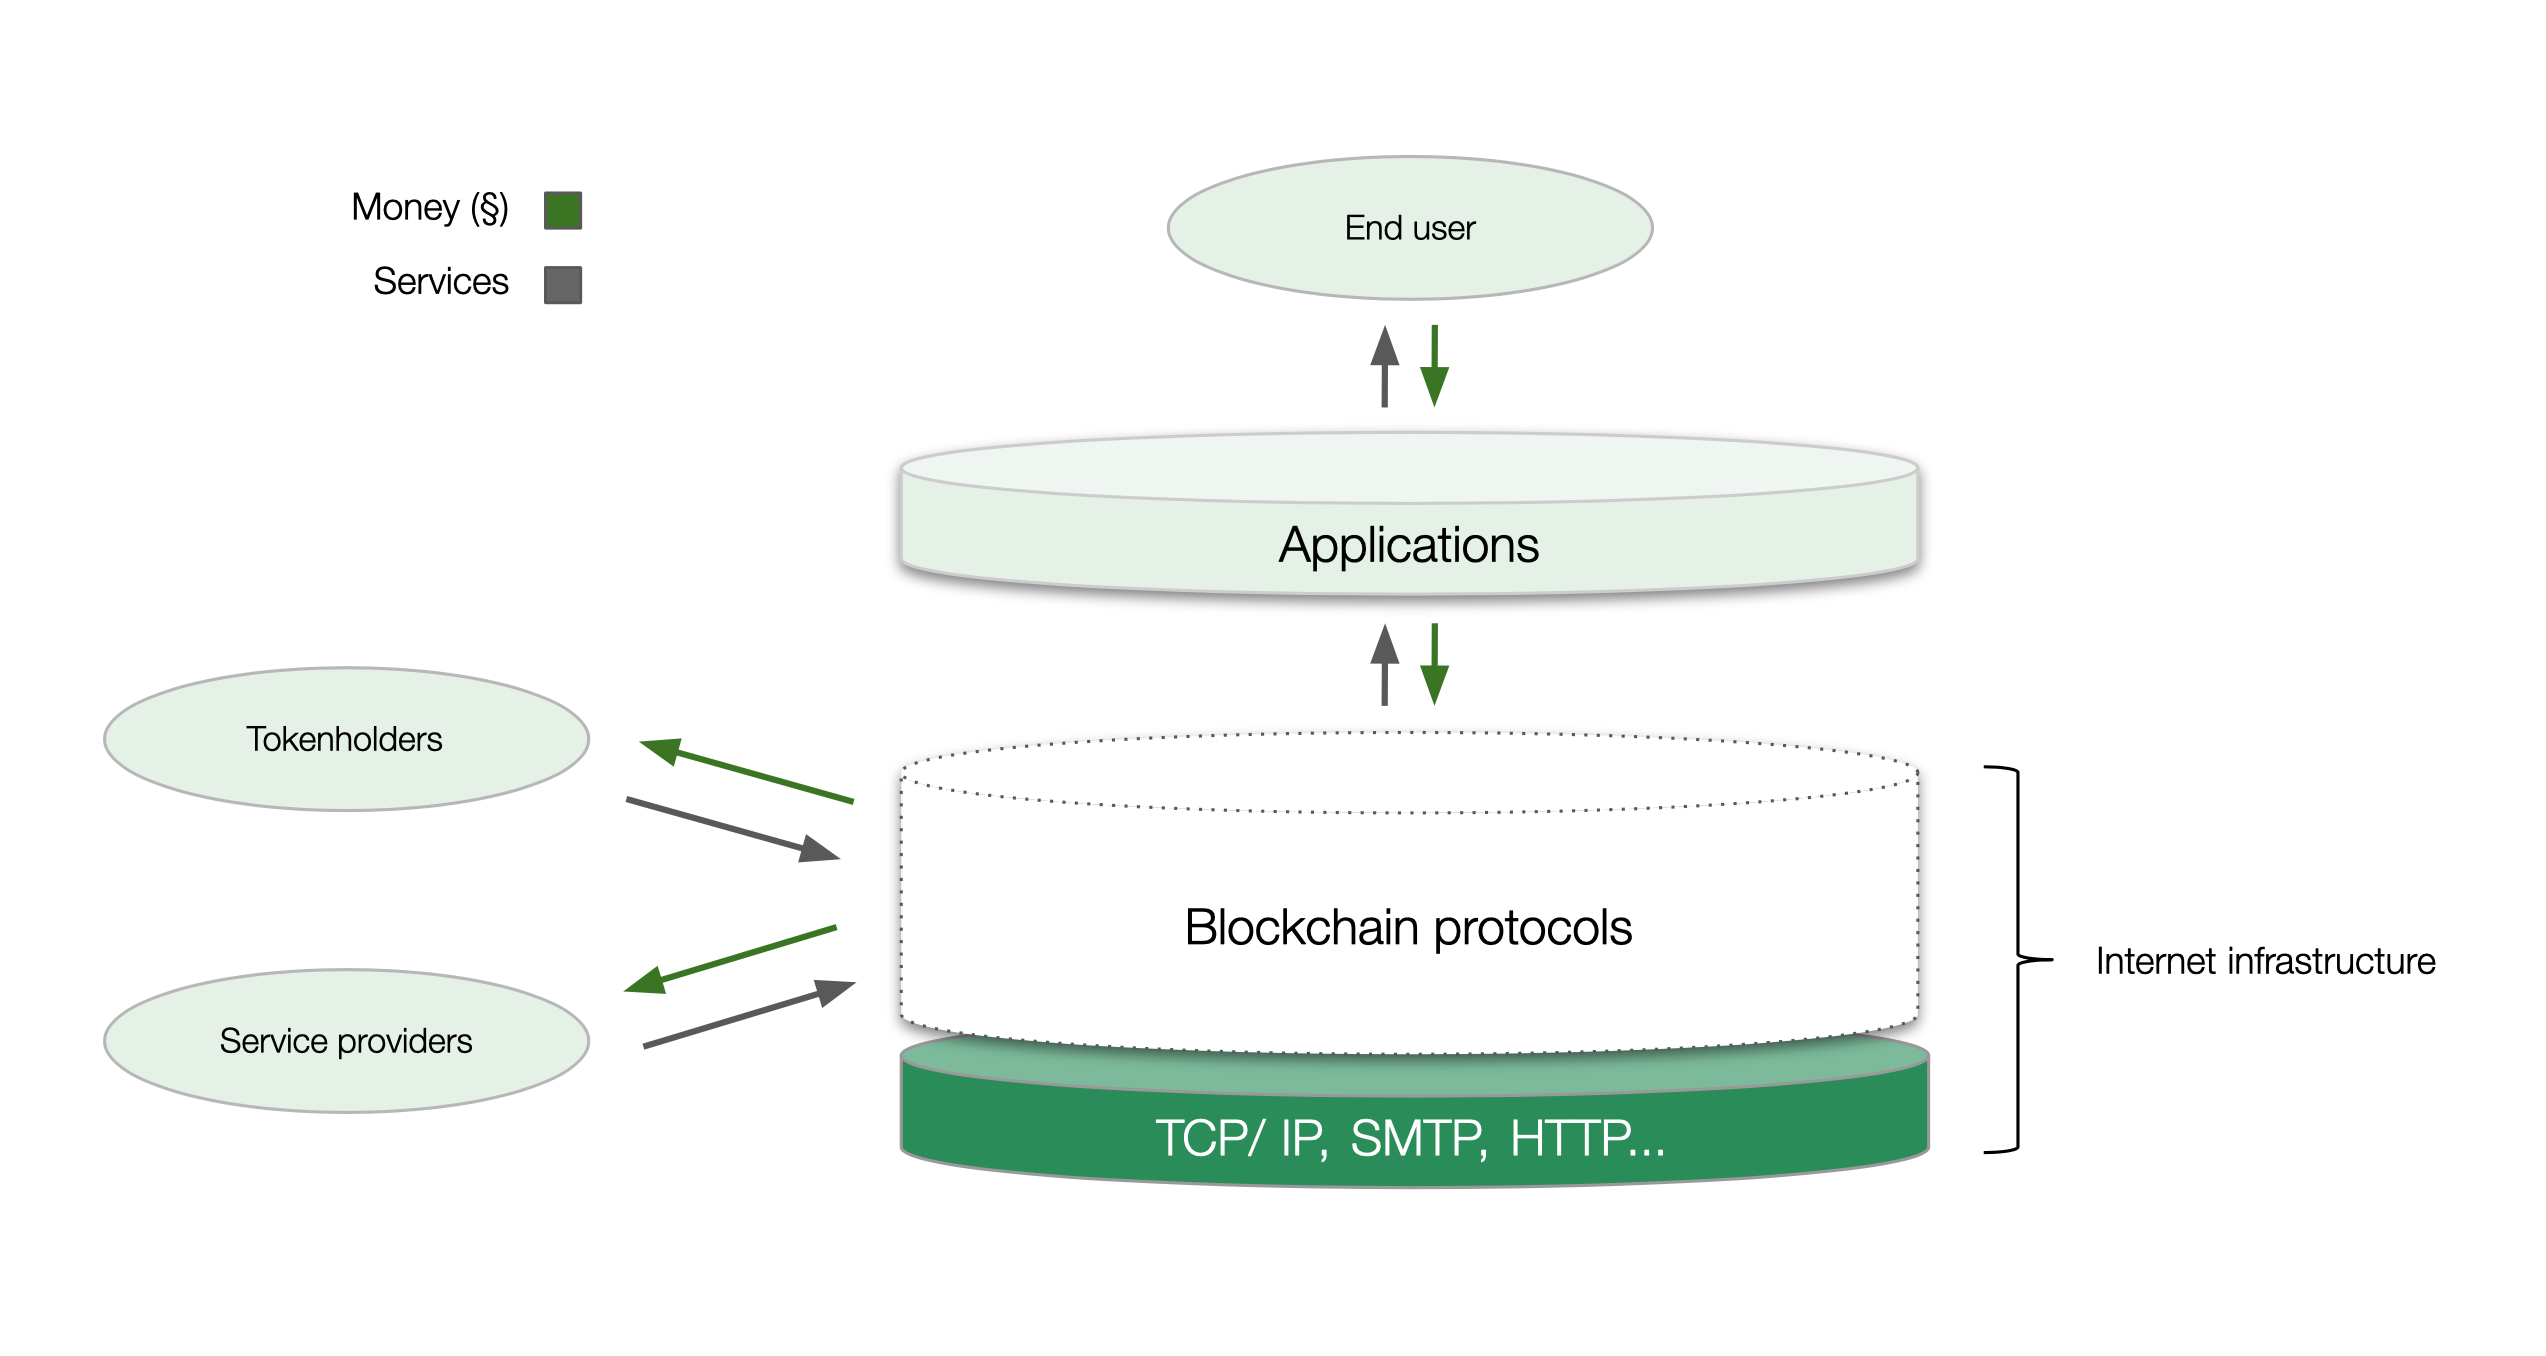 Money (§)
Services
End user
Applications
Tokenholders
Blockchain protocols
Internet infrastructure
Service providers
TCP/ IP, SMTP, HTTP...